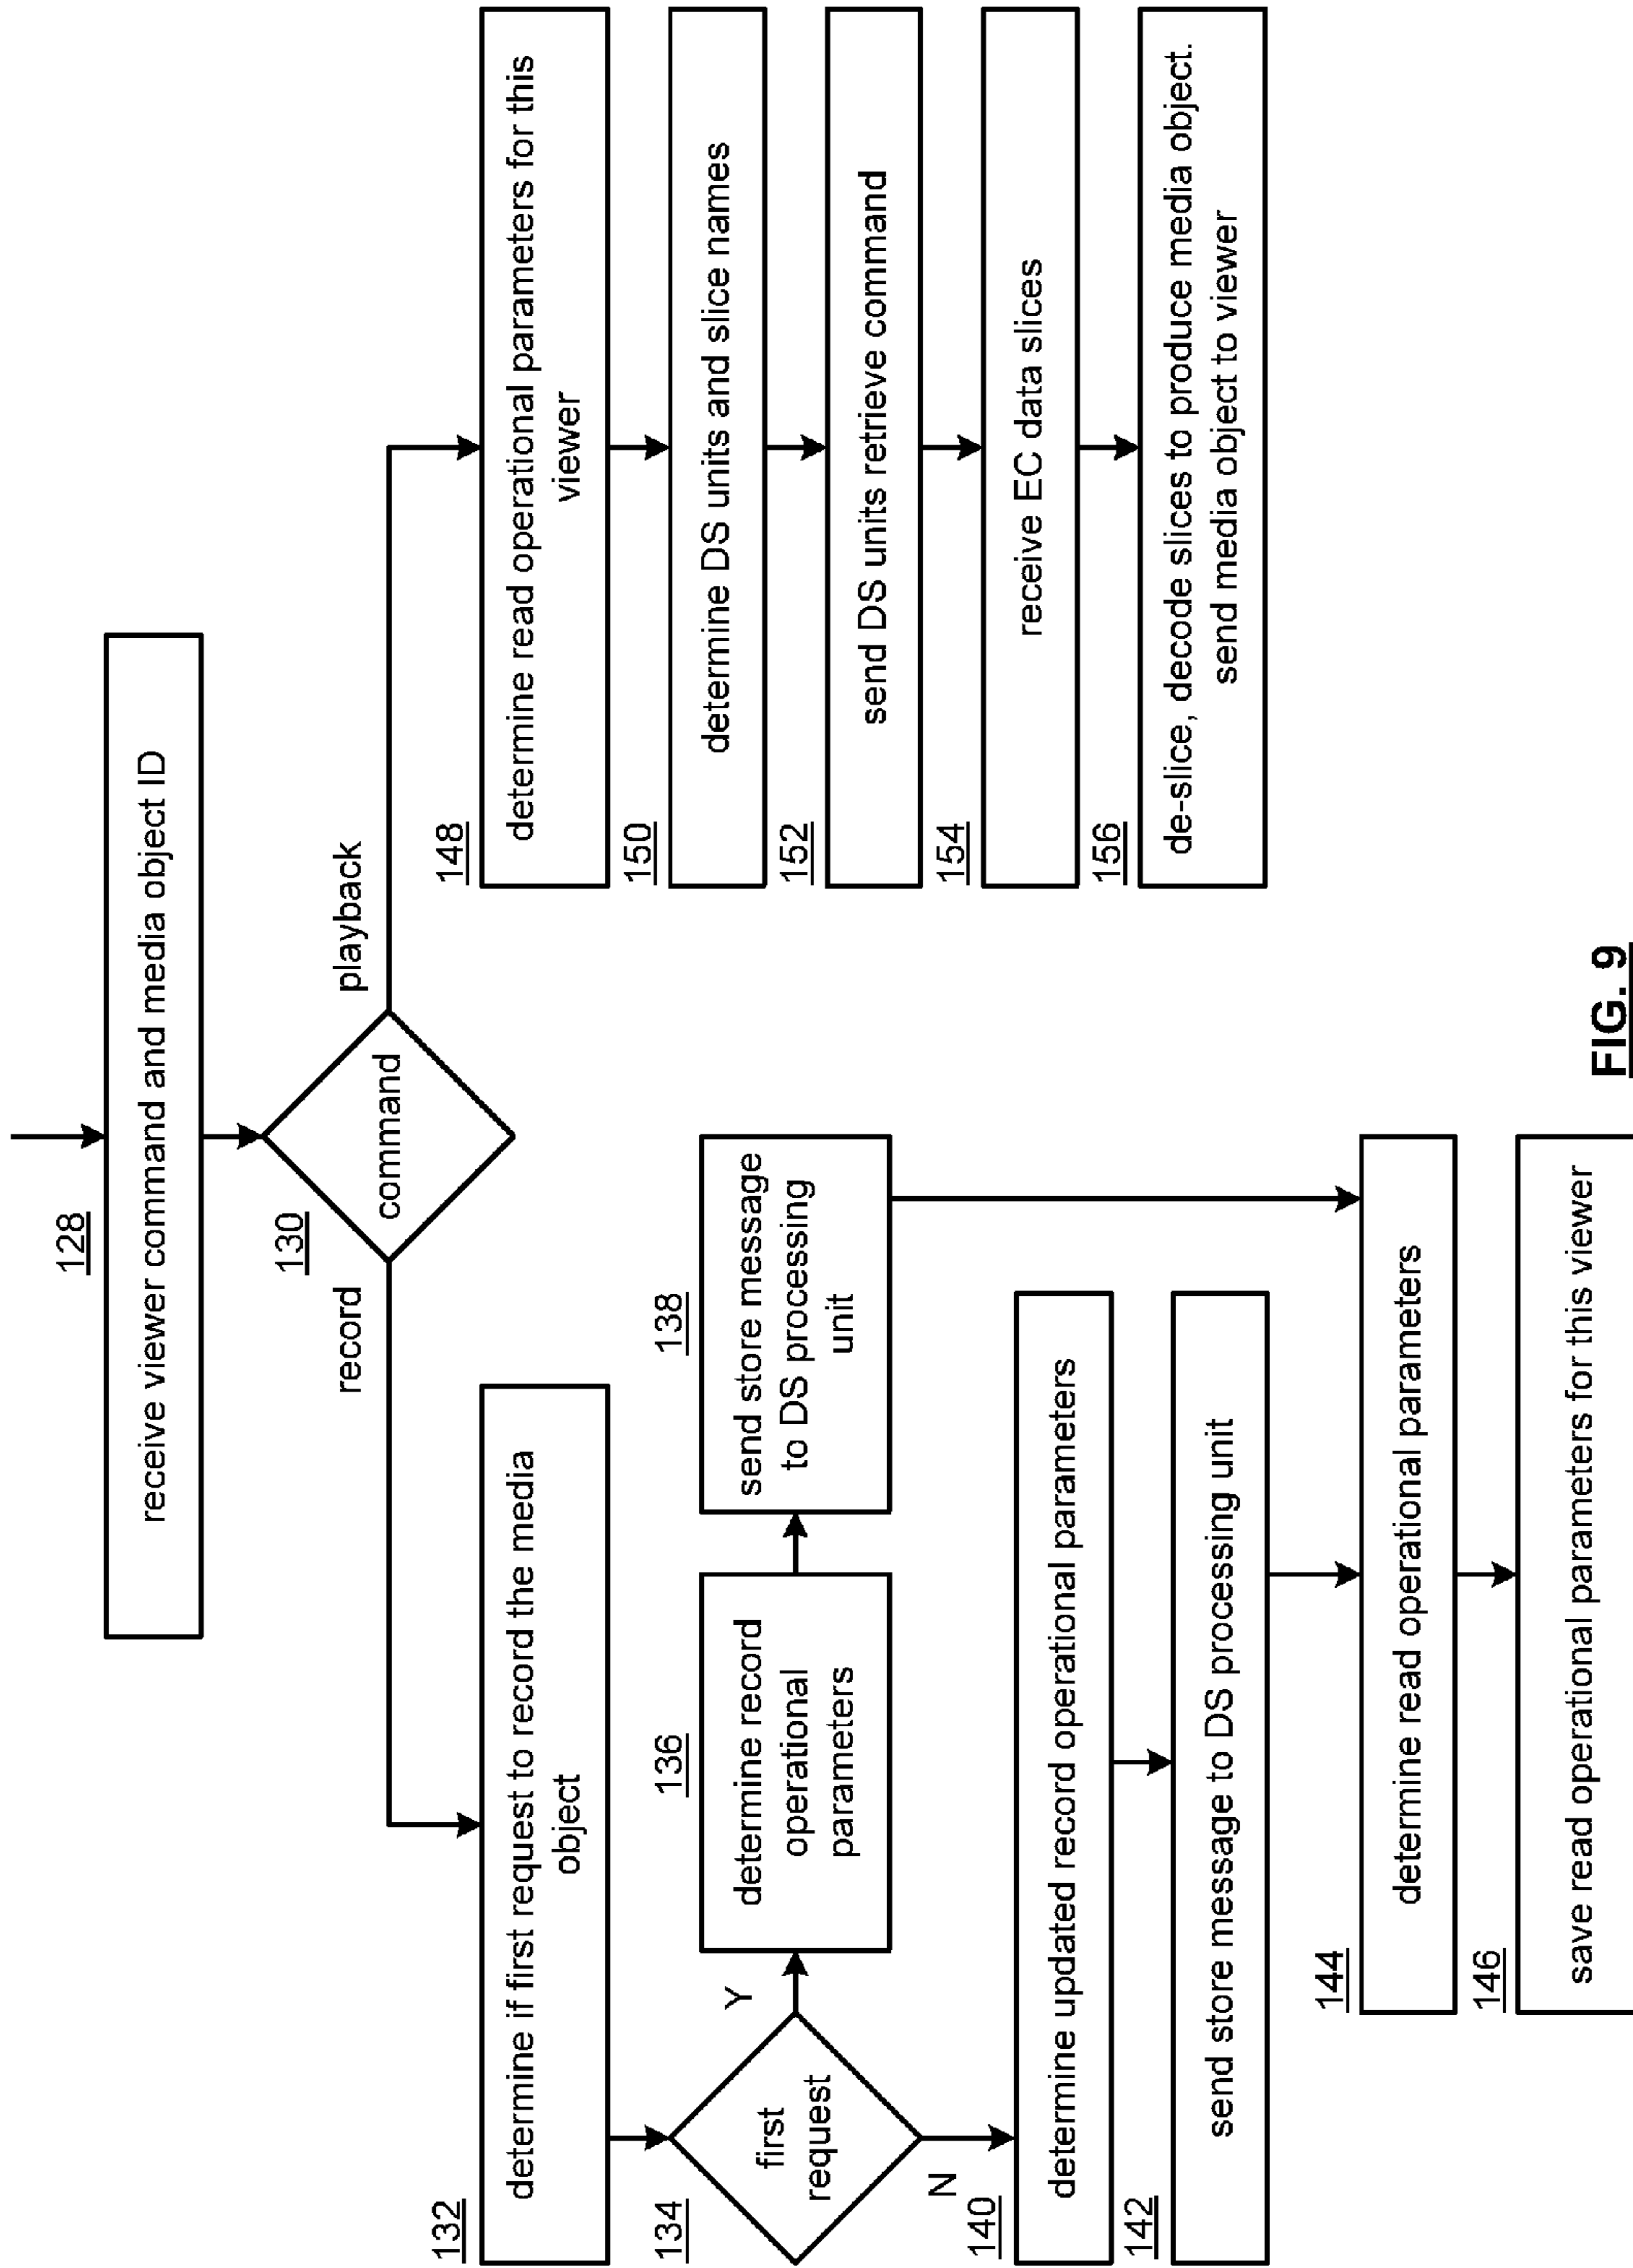 128
receive viewer command and media object ID
130
command
record
playback
132
determine if first request to record the media
object
134
first
request
Y
N
136
determine record
operational
parameters
138
send store message
to DS processing
unit
140
determine updated record operational parameters
142
send store message to DS processing unit
144
determine read operational parameters
146
save read operational parameters for this viewer
148
determine read operational parameters for this
viewer
150
determine DS units and slice names
152
send DS units retrieve command
154
receive EC data slices
156
de-slice, decode slices to produce media object.
send media object to viewer
FIG. 9